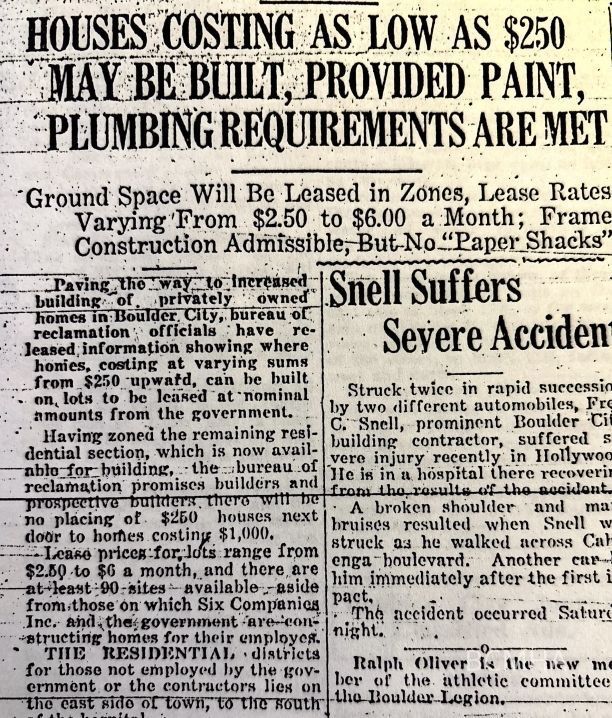 HOUSES COSTING AS LOW AS $250
MAY BE BUILT, PROVIDED PAINT,
PLUMBING REQUIREMENTS ARE MET
Ground Space Will Be Leased in Zones, Lease Rates
Varying From $2.50 to $6.00 a Month; Frame
Construction Admissible, But No "Paper Shacks"
Paving the way to increased
building of privately owned
homes in Boulder City, bureau of
reclamation officials have re-
leased information showing where
homes, costing at varying sums
from $250 upward, can be built
on lots to be leased at nominal
amounts from the government.
Having zoned the remaining resi-
dential section, which is now avail-
able for building, the bureau of
reclamation promises builders and
prospective builders there will be
no placing of $250 houses next
door to homes costing $1,000.
Lease prices for lots range from
$2.50 to $6 a month, and there are
at least 90 sites available aside
from those on which Six Companies
Inc. and the government are con-
structing homes for their employes.
THE RESIDENTIAL districts
for those not employed by the gov-
ernment or the contractors lies on
the east side of town, to the south
of the hospital.
Snell Suffers
Severe Acciden
Struck twice in rapid successio
by two different automobiles, Fre
C. Snell, prominent Boulder Cit
building contractor, suffered s
vere injury recently in Hollywoo
He is in a hospital there recoverin
from the results of the accident.
A broken shoulder and ma
bruises resulted when Snell w
struck as he walked across Cah
enga boulevard. Another car
him immediately after the first i
pact.
The accident occurred Saturd
night.
Ralph Oliver is the new me
ber of the athletic committee
the Boulder Legion.